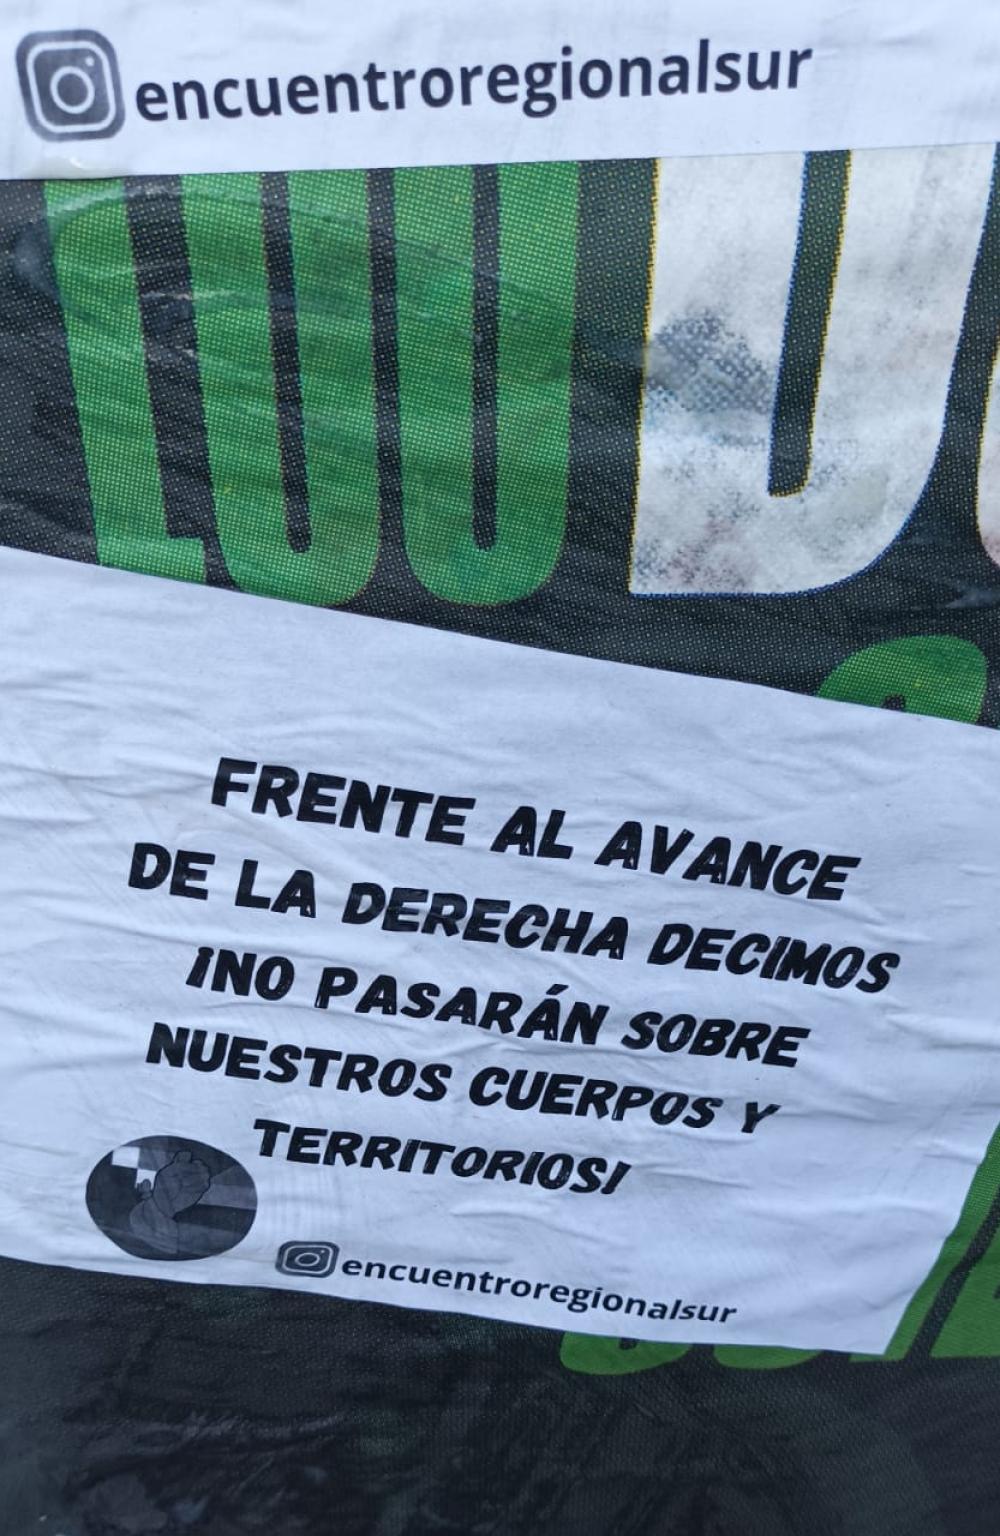 encuentroregionalsur
FRENTE AL AVANCE
DE LA DERECHA DECIMOS
¡NO PASARÁN SOBRE
NUESTROS CUERPOS Y
TERRITORIOS!
encuentroregionalsur